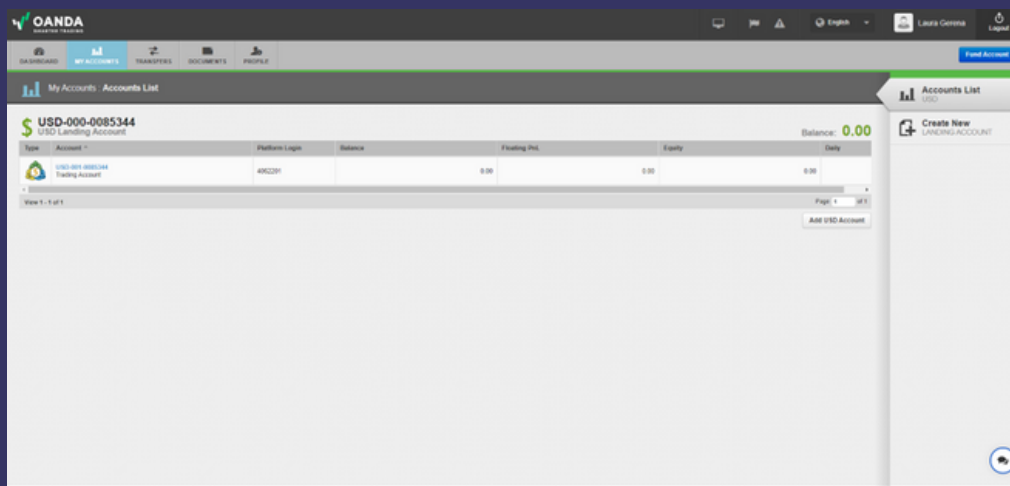 OANDA
SMARTER TRADING
English
Laura Gerena
Logout
DASHBOARD
MY ACCOUNTS
TRANSFERS
DOCUMENTS
PROFILE
Fund Account
My Accounts : Accounts List
Accounts List
USD
Create New
LANDING ACCOUNT
$ USD-000-0085344
USD Landing Account
Balance: 0.00
Type Account Platform Login Balance Floating PnL Equity Daily
USD-001-0085344
Trading Account
0.00 0.00 0.00
View 1 - 1 of 1
Page 1 of 1
Add USD Account